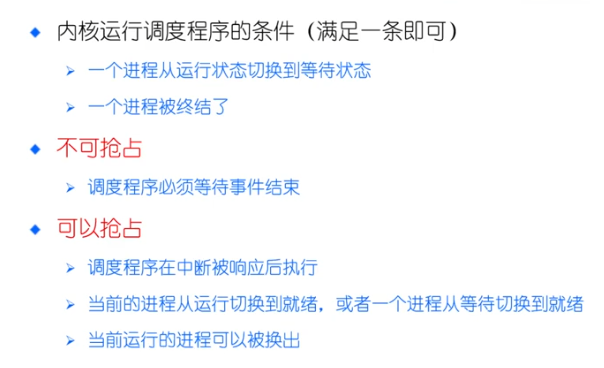 内核运行调度程序的条件（满足一条即可）
一个进程从运行状态切换到等待状态
一个进程被终结了
不可抢占
调度程序必须等待事件结束
可以抢占
调度程序在中断被响应后执行
当前的进程从运行切换到就绪，或者一个进程从等待切换到就绪
当前运行的进程可以被换出